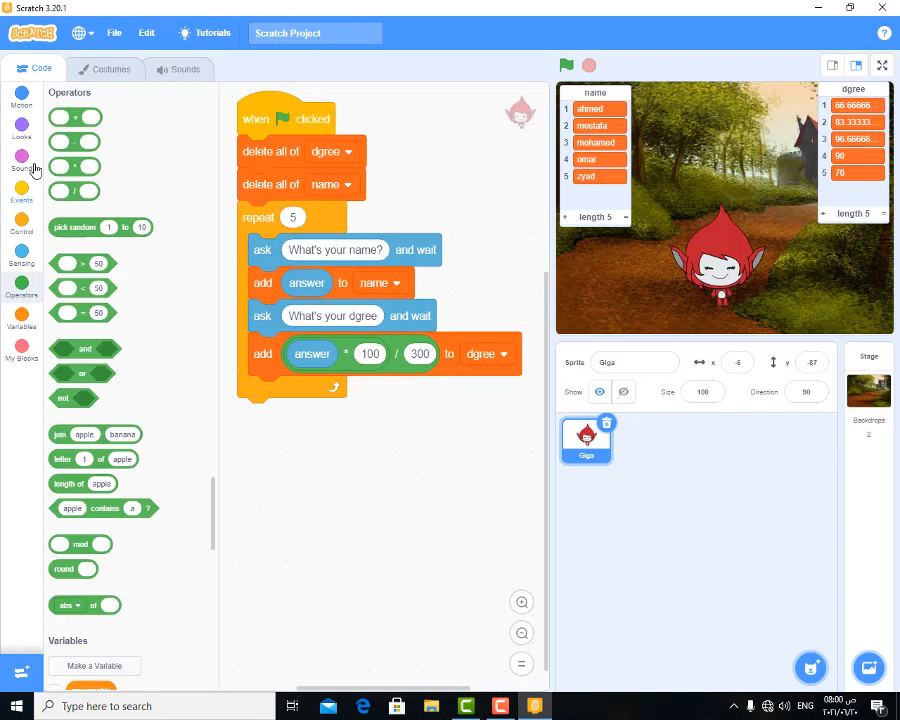 Scratch 3.20.1
SCRATCH File Edit Tutorials Scratch Project ?
Code Costumes Sounds
Motion
Looks
Sound
Events
Control
Sensing
Operators
Variables
My Blocks
Operators
+
-
*
/
pick random 1 to 10
> 50
< 50
= 50
and
or
not
join apple banana
letter 1 of apple
length of apple
apple contains a ?
mod
round
abs of
Variables
Make a Variable
when clicked
delete all of dgree
delete all of name
repeat 5
ask What's your name? and wait
add answer to name
ask What's your dgree and wait
add answer * 100 / 300 to dgree
name
1 ahmed
2 mostafa
3 mohamed
4 omar
5 zyad
+ length 5 =
dgree
1 66.66666...
2 83.33333...
3 96.66666...
4 90
5 70
+ length 5 =
Sprite Giga x -6 y -87
Show Size 100 Direction 90
Giga
Stage
Backdrops
2
Type here to search
ENG
08:00 ص